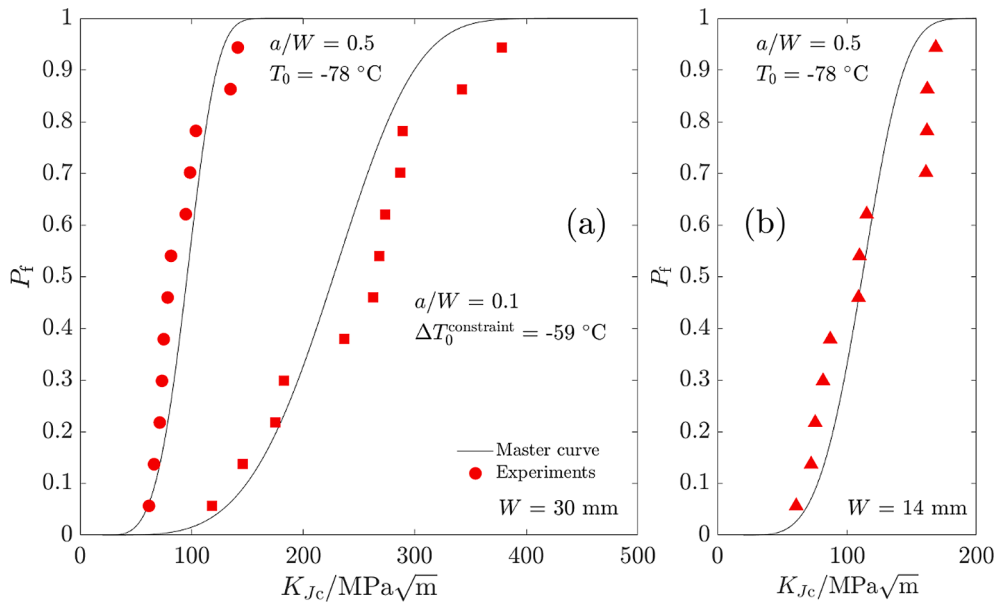 1
0.9
0.8
0.7
0.6
0.5
0.4
0.3
0.2
0.1
0
P_f
a/W = 0.5
T_0 = -78 °C
(a)
a/W = 0.1
ΔT_0^constraint = -59 °C
Master curve
Experiments
W = 30 mm
0 100 200 300 400 500
K_Jc/MPa√m
1
0.9
0.8
0.7
0.6
0.5
0.4
0.3
0.2
0.1
0
P_f
a/W = 0.5
T_0 = -78 °C
(b)
W = 14 mm
0 100 200
K_Jc/MPa√m